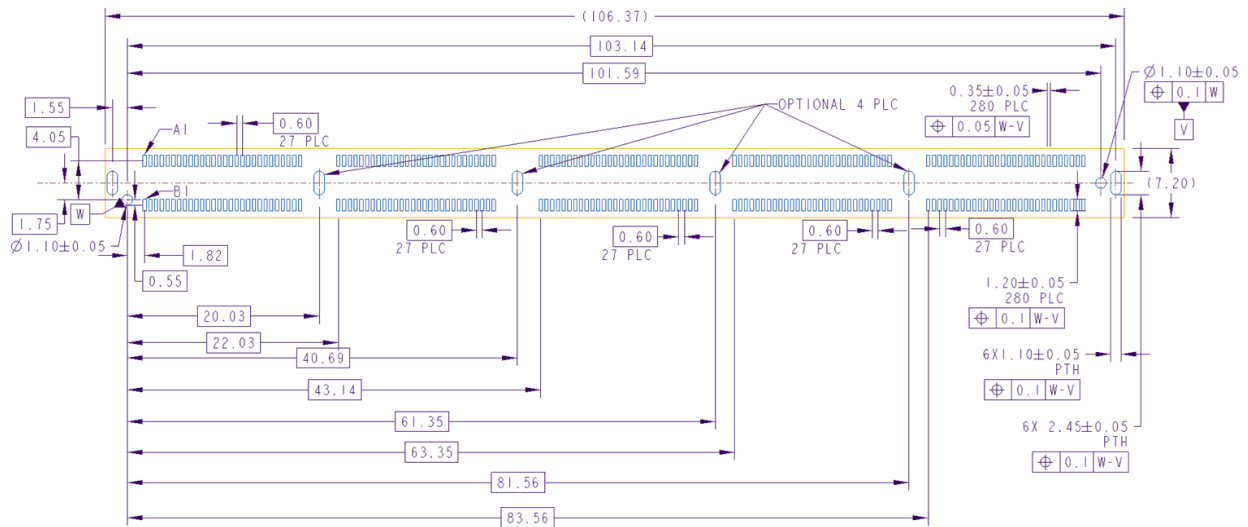 (106.37)
103.14
101.59
Ø1.10±0.05
⌖ 0.1 W
V
1.55
4.05
A1
0.60
27 PLC
OPTIONAL 4 PLC
0.35±0.05
280 PLC
⌖ 0.05 W-V
(7.20)
B1
W
1.75
Ø1.10±0.05
1.82
0.55
0.60
27 PLC
0.60
27 PLC
0.60
27 PLC
0.60
27 PLC
1.20±0.05
280 PLC
⌖ 0.1 W-V
20.03
22.03
40.69
43.14
61.35
63.35
81.56
83.56
6X1.10±0.05
PTH
⌖ 0.1 W-V
6X 2.45±0.05
PTH
⌖ 0.1 W-V